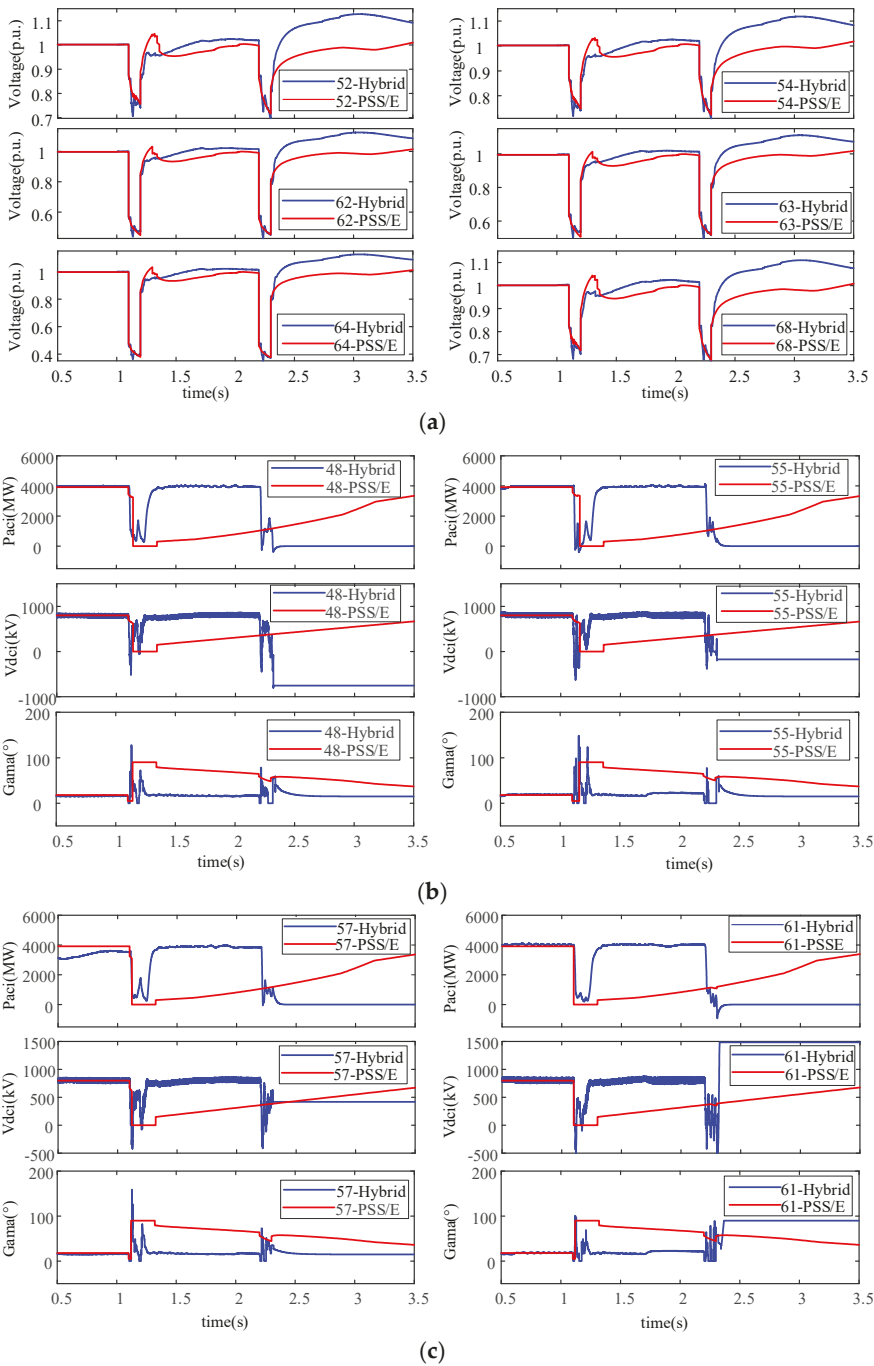 1.1
1
0.9
0.8
0.7
Voltage(p.u.)
52-Hybrid
52-PSS/E
1.1
1
0.9
0.8
Voltage(p.u.)
54-Hybrid
54-PSS/E
1
0.8
0.6
Voltage(p.u.)
62-Hybrid
62-PSS/E
1
0.8
0.6
Voltage(p.u.)
63-Hybrid
63-PSS/E
1
0.8
0.6
0.4
Voltage(p.u.)
64-Hybrid
64-PSS/E
0.5 1 1.5 2 2.5 3 3.5
time(s)
1.1
1
0.9
0.8
0.7
Voltage(p.u.)
68-Hybrid
68-PSS/E
0.5 1 1.5 2 2.5 3 3.5
time(s)
(a)
6000
4000
2000
0
Paci(MW)
48-Hybrid
48-PSS/E
6000
4000
2000
0
Paci(MW)
55-Hybrid
55-PSS/E
1000
0
-1000
Vdci(kV)
48-Hybrid
48-PSS/E
1000
0
-1000
Vdci(kV)
55-Hybrid
55-PSS/E
200
100
0
Gama(°)
48-Hybrid
48-PSS/E
0.5 1 1.5 2 2.5 3 3.5
time(s)
200
100
0
Gama(°)
55-Hybrid
55-PSS/E
0.5 1 1.5 2 2.5 3 3.5
time(s)
(b)
6000
4000
2000
0
Paci(MW)
57-Hybrid
57-PSS/E
6000
4000
2000
0
Paci(MW)
61-Hybrid
61-PSSE
1500
1000
500
0
-500
Vdci(kV)
57-Hybrid
57-PSS/E
1500
1000
500
0
-500
Vdci(kV)
61-Hybrid
61-PSS/E
200
100
0
Gama(°)
57-Hybrid
57-PSS/E
0.5 1 1.5 2 2.5 3 3.5
time(s)
200
100
0
Gama(°)
61-Hybrid
61-PSS/E
0.5 1 1.5 2 2.5 3 3.5
time(s)
(c)